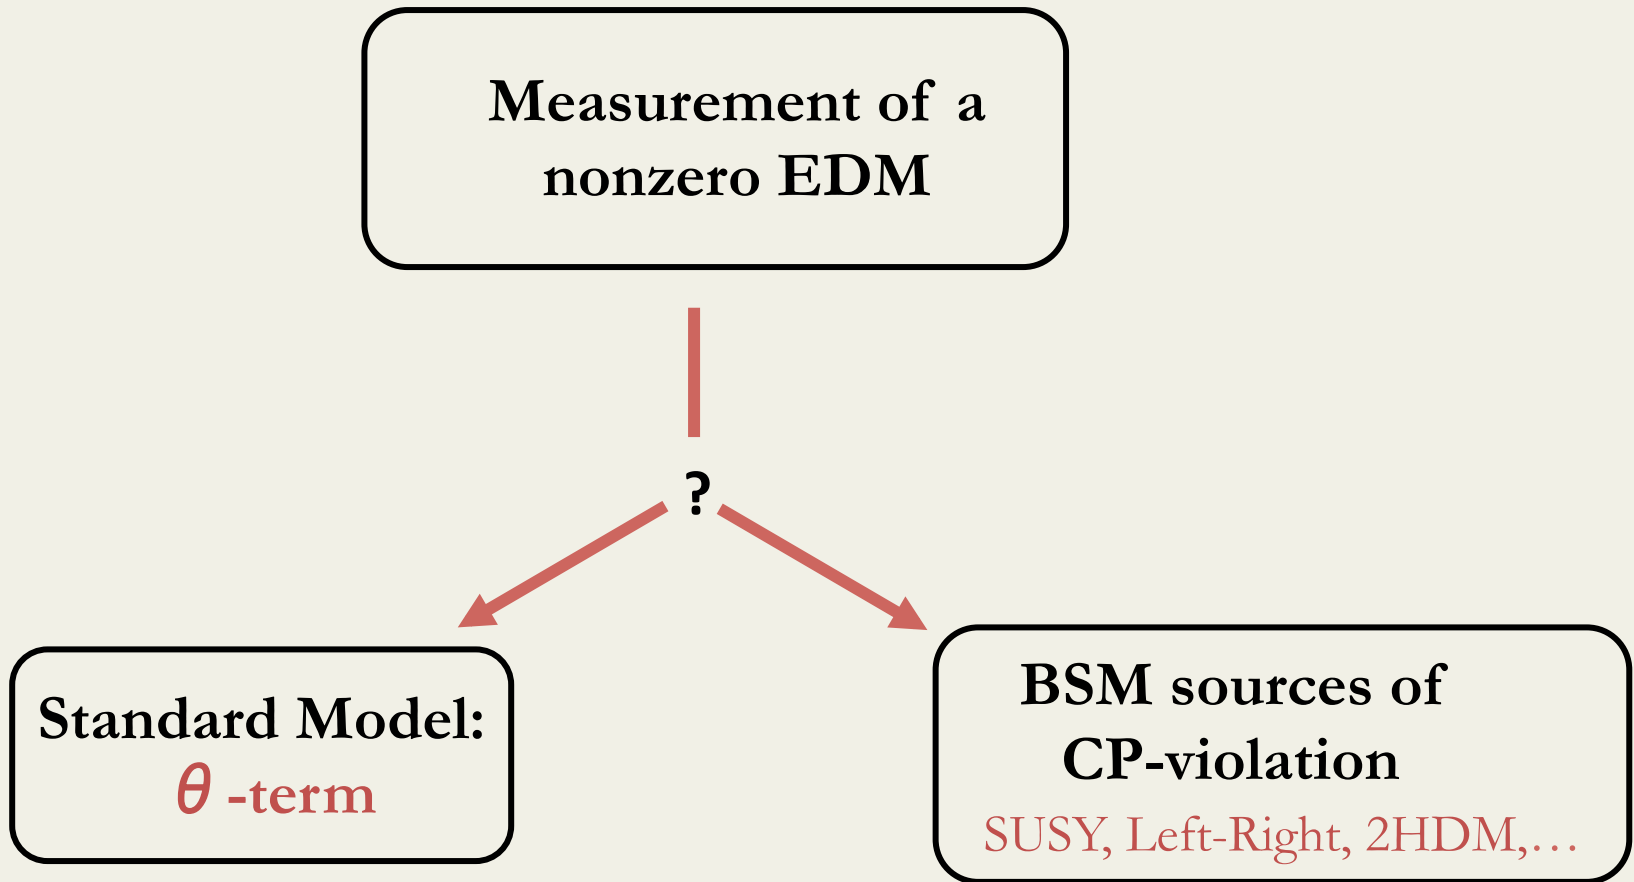 Measurement of a
nonzero EDM
?
Standard Model:
θ -term
BSM sources of
CP-violation
SUSY, Left-Right, 2HDM,…